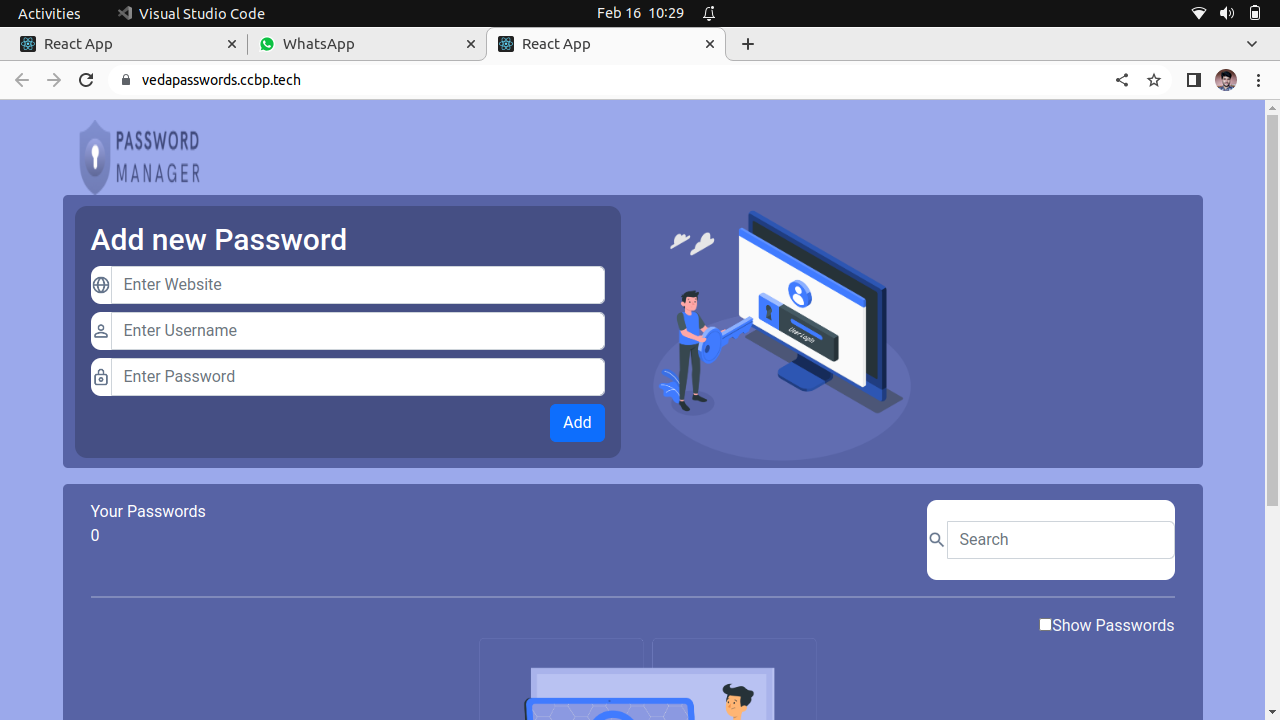 Activities
Visual Studio Code
Feb 16 10:29
React App
WhatsApp
React App
vedapasswords.ccbp.tech
PASSWORD
MANAGER
Add new Password
Enter Website
Enter Username
Enter Password
Add
User Login
Your Passwords
0
Search
Show Passwords